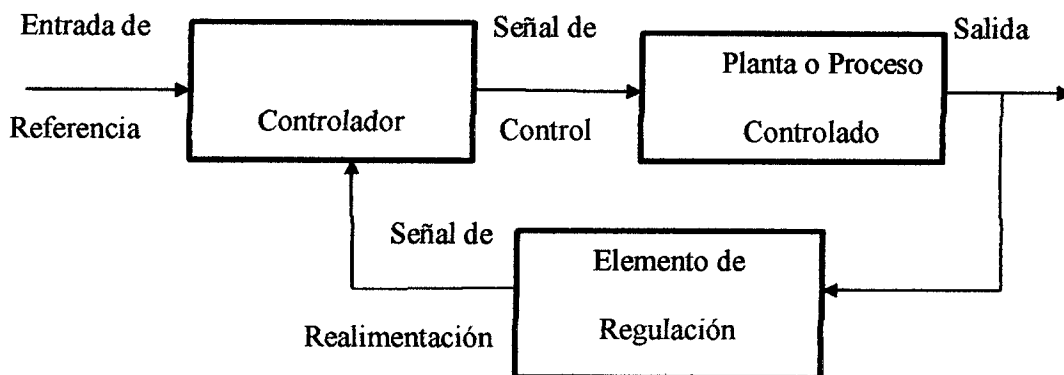 Entrada de
Referencia
Controlador
Señal de
Control
Planta o Proceso
Controlado
Salida
Señal de
Realimentación
Elemento de
Regulación